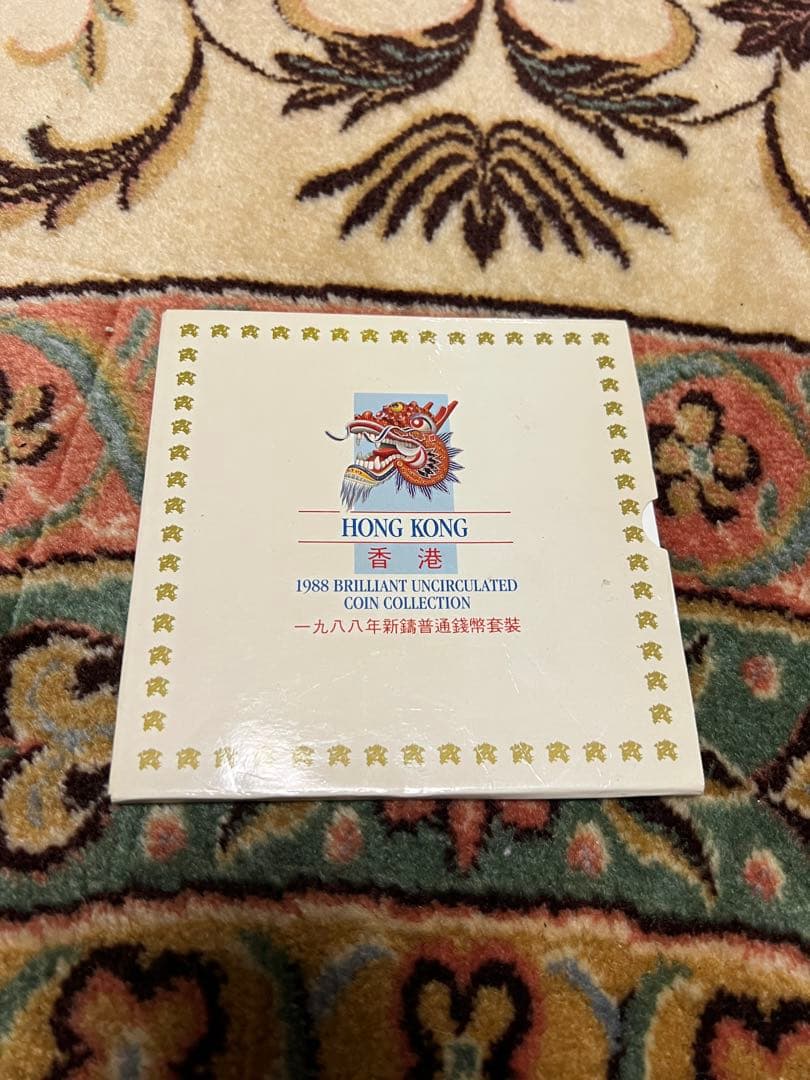 HONG KONG
香港
1988 BRILLIANT UNCIRCULATED
COIN COLLECTION
一九八八年新鑄普通錢幣套裝